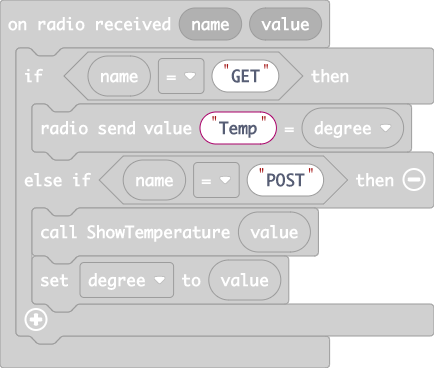 on radio received name value
if name = "GET" then
radio send value "Temp" = degree
else if name = "POST" then
call ShowTemperature value
set degree to value